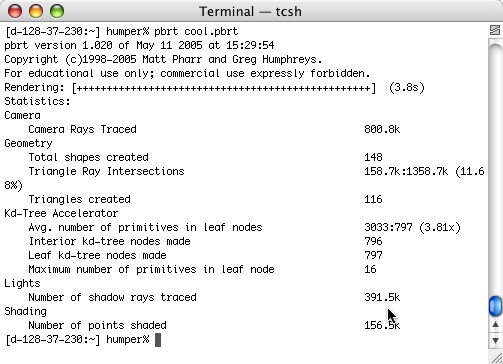 Terminal — tcsh
[d-128-37-230:~] humper% pbrt cool.pbrt
pbrt version 1.020 of May 11 2005 at 15:29:54
Copyright (c)1998-2005 Matt Pharr and Greg Humphreys.
For educational use only; commercial use expressly forbidden.
Rendering: [+++++++++++++++++++++++++++++++++++++++++++++++++]  (3.8s)
Statistics:
Camera
    Camera Rays Traced                                800.8k
Geometry
    Total shapes created                              148
    Triangle Ray Intersections                        158.7k:1358.7k (11.6
8%)
    Triangles created                                 116
Kd-Tree Accelerator
    Avg. number of primitives in leaf nodes           3033:797 (3.81x)
    Interior kd-tree nodes made                       796
    Leaf kd-tree nodes made                           797
    Maximum number of primitives in leaf node         16
Lights
    Number of shadow rays traced                      391.5k
Shading
    Number of points shaded                           156.5k
[d-128-37-230:~] humper%